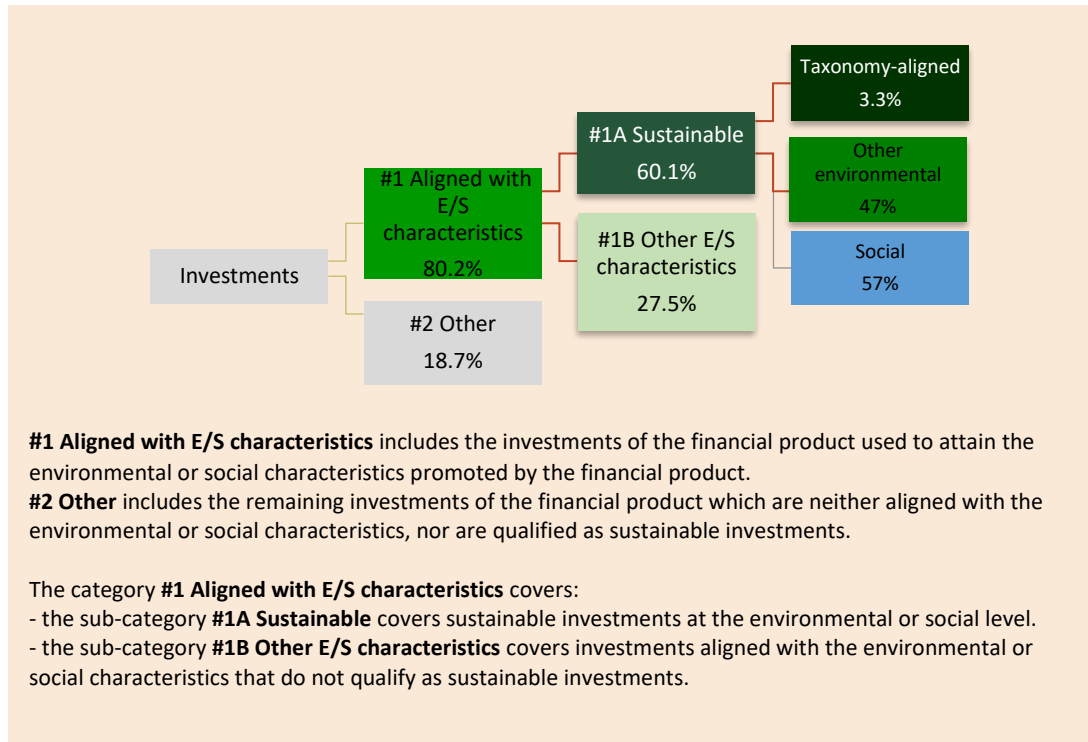 Taxonomy-aligned
3.3%
#1A Sustainable
60.1%
Other
environmental
47%
#1 Aligned with
E/S
characteristics
80.2%
#1B Other E/S
characteristics
27.5%
Social
57%
Investments
#2 Other
18.7%
#1 Aligned with E/S characteristics includes the investments of the financial product used to attain the
environmental or social characteristics promoted by the financial product.
#2 Other includes the remaining investments of the financial product which are neither aligned with the
environmental or social characteristics, nor are qualified as sustainable investments.
The category #1 Aligned with E/S characteristics covers:
- the sub-category #1A Sustainable covers sustainable investments at the environmental or social level.
- the sub-category #1B Other E/S characteristics covers investments aligned with the environmental or
social characteristics that do not qualify as sustainable investments.